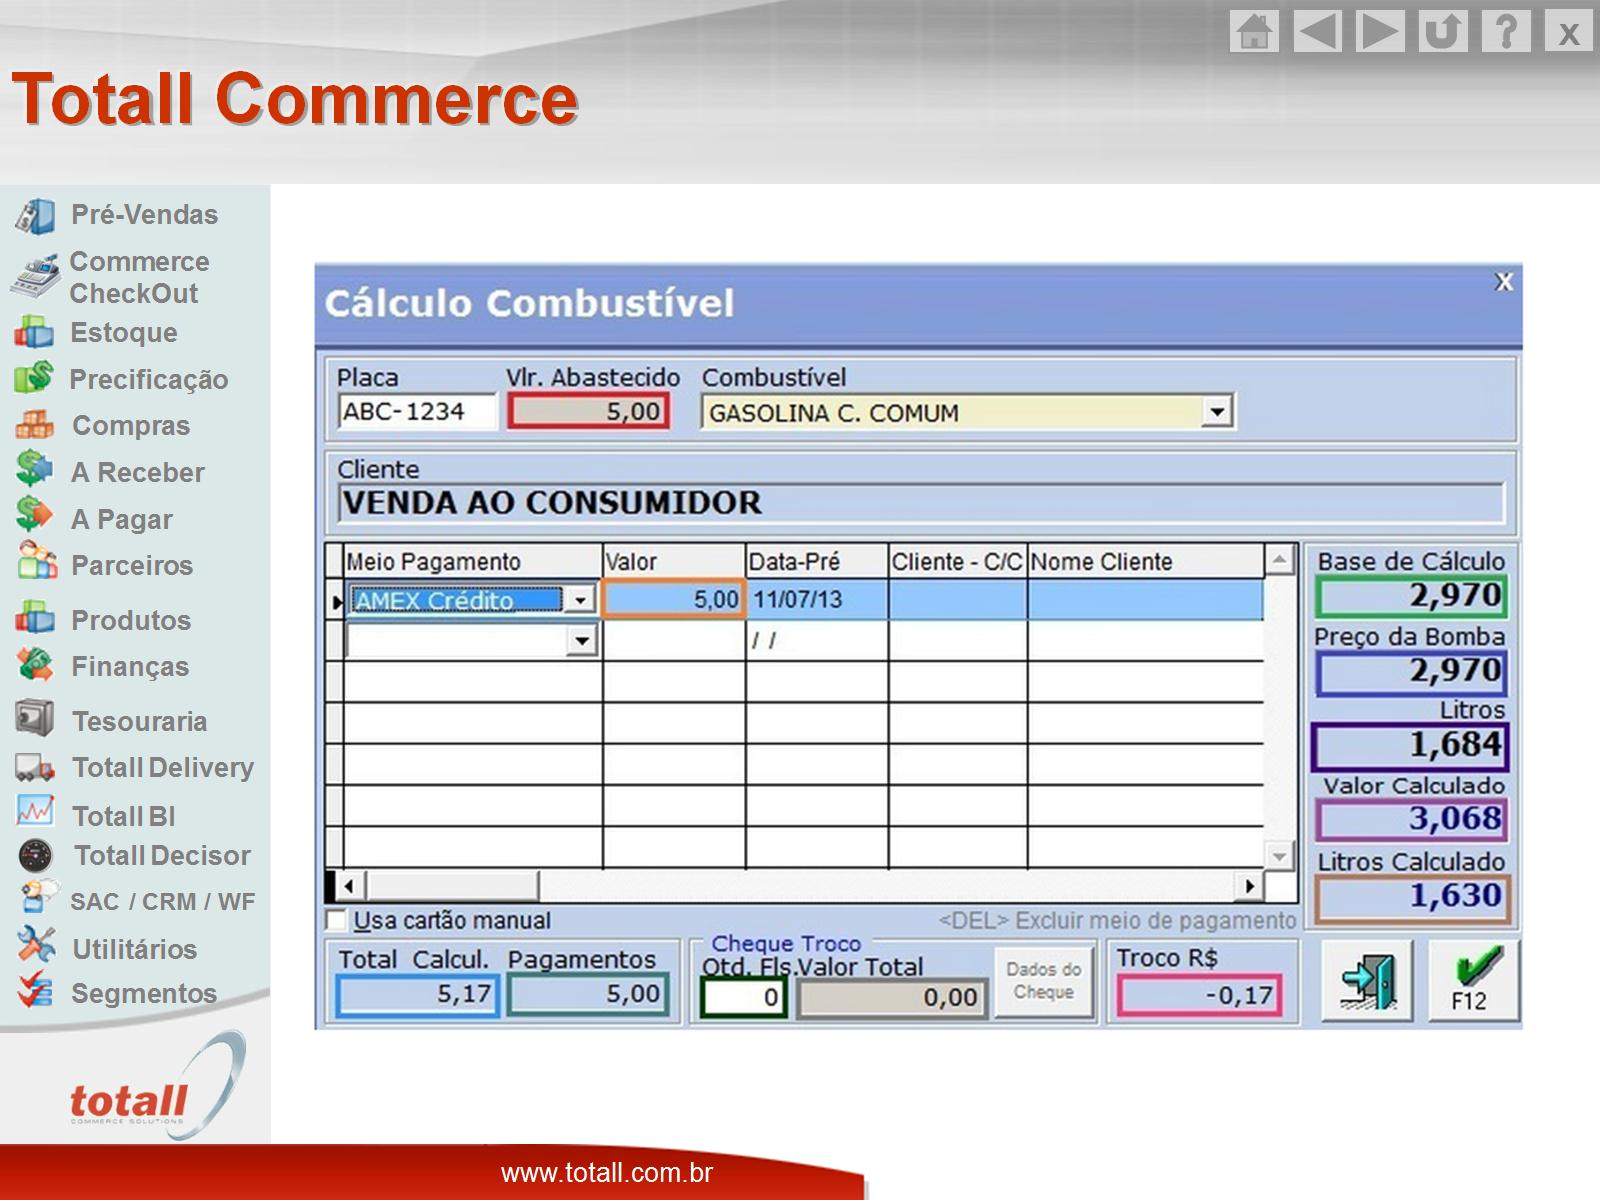 ? x
Totall Commerce
Pré-Vendas
Commerce
CheckOut
Estoque
Precificação
Compras
A Receber
A Pagar
Parceiros
Produtos
Finanças
Tesouraria
Totall Delivery
Totall BI
Totall Decisor
SAC / CRM / WF
Utilitários
Segmentos
totall
COMMERCE SOLUTIONS
Cálculo Combustível X
Placa Vlr. Abastecido Combustível
ABC-1234 5,00 GASOLINA C. COMUM
Cliente
VENDA AO CONSUMIDOR
Meio Pagamento Valor Data-Pré Cliente - C/C Nome Cliente
AMEX Crédito 5,00 11/07/13
/ /
Base de Cálculo
2,970
Preço da Bomba
2,970
Litros
1,684
Valor Calculado
3,068
Litros Calculado
1,630
Usa cartão manual <DEL> Excluir meio de pagamento
Total Calcul. Pagamentos
5,17 5,00
Cheque Troco
Qtd. Fls. Valor Total
0 0,00
Dados do
Cheque
Troco R$
-0,17
F12
www.totall.com.br